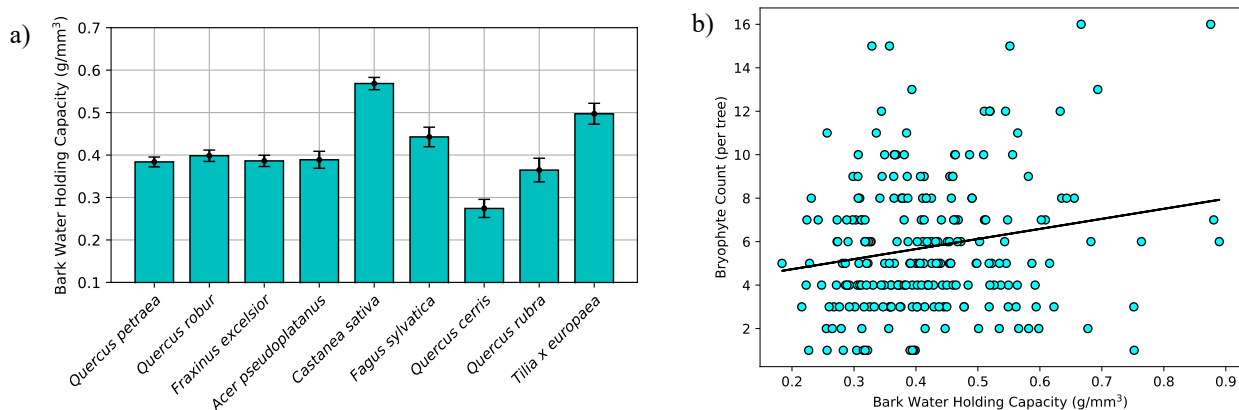 a)
Bark Water Holding Capacity (g/mm³)
0.7
0.6
0.5
0.4
0.3
0.2
0.1
Quercus petraea
Quercus robur
Fraxinus excelsior
Acer pseudoplatanus
Castanea sativa
Fagus sylvatica
Quercus cerris
Quercus rubra
Tilia x europaea
b)
Bryophyte Count (per tree)
16
14
12
10
8
6
4
2
0.2 0.3 0.4 0.5 0.6 0.7 0.8 0.9
Bark Water Holding Capacity (g/mm³)